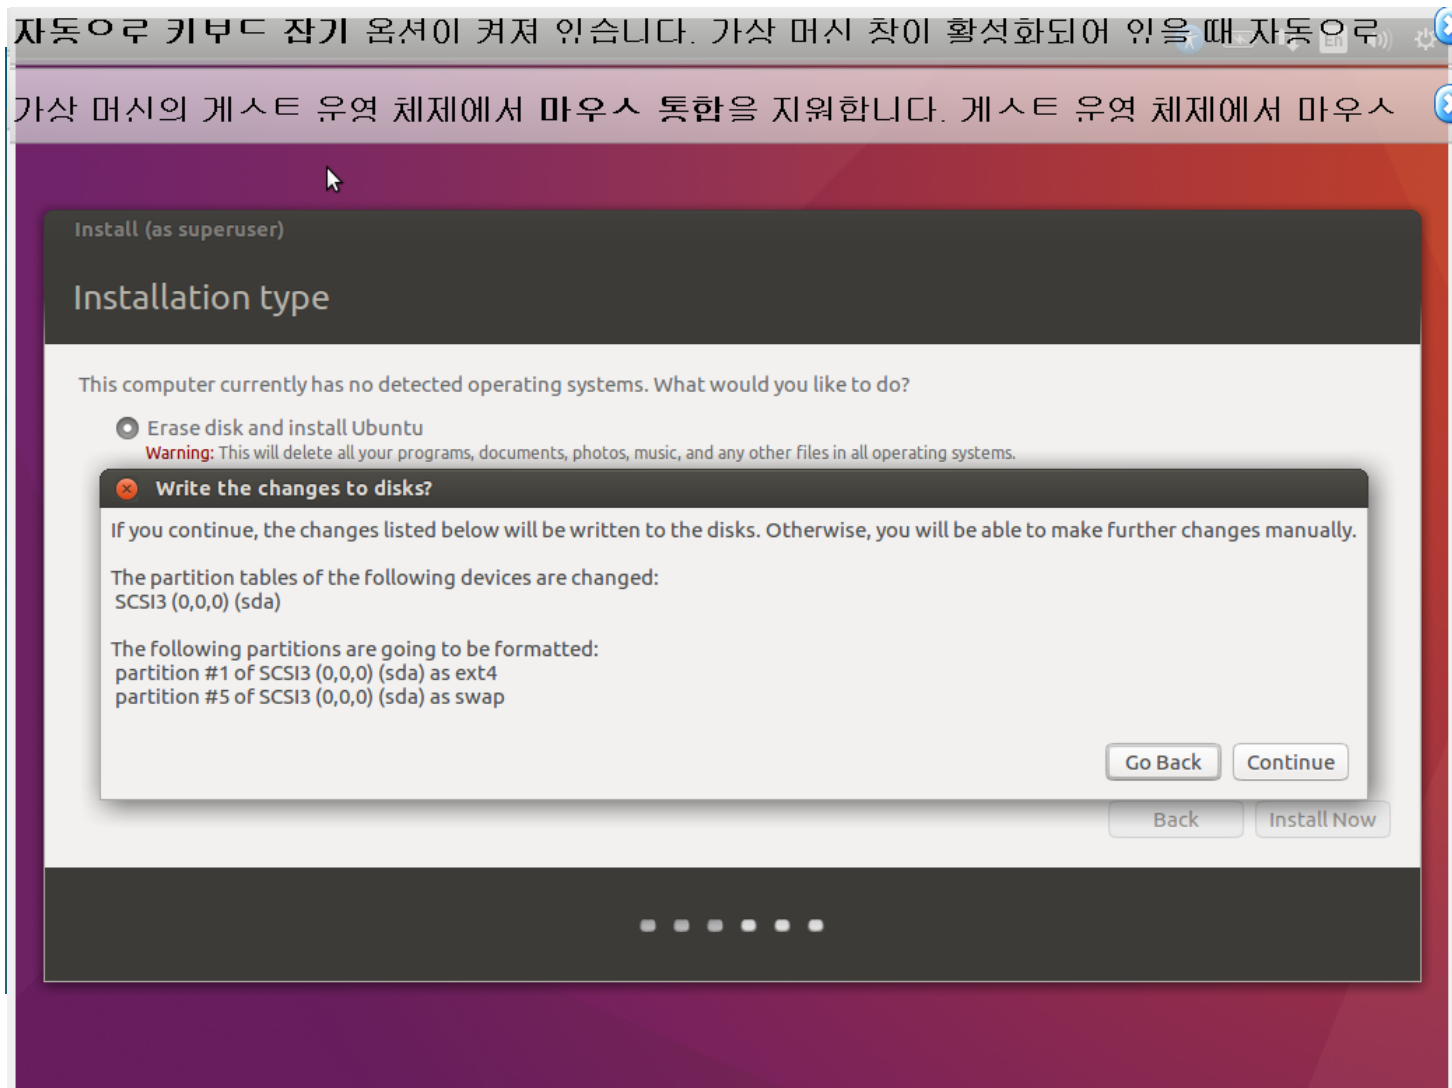 자동으로 키보드 잡기 옵션이 켜져 있습니다. 가상 머신 창이 활성화되어 있을 때 자동으로
가상 머신의 게스트 운영 체제에서 마우스 통합을 지원합니다. 게스트 운영 체제에서 마우스
Install (as superuser)
Installation type
This computer currently has no detected operating systems. What would you like to do?
Erase disk and install Ubuntu
Warning: This will delete all your programs, documents, photos, music, and any other files in all operating systems.
Write the changes to disks?
If you continue, the changes listed below will be written to the disks. Otherwise, you will be able to make further changes manually.
The partition tables of the following devices are changed:
SCSI3 (0,0,0) (sda)
The following partitions are going to be formatted:
partition #1 of SCSI3 (0,0,0) (sda) as ext4
partition #5 of SCSI3 (0,0,0) (sda) as swap
Go Back Continue
Back Install Now